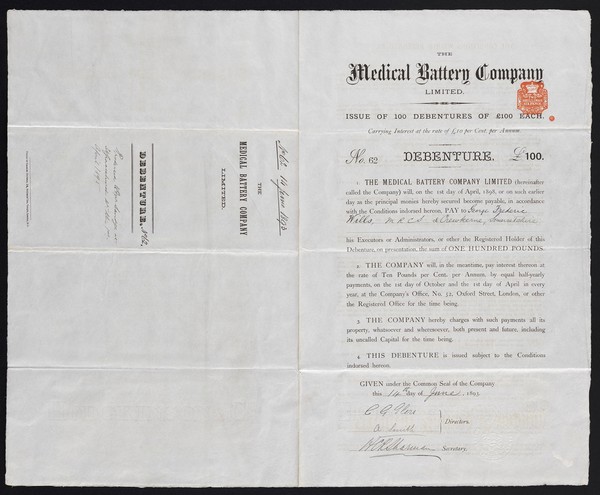 THE
Medical Battery Company
LIMITED.
ISSUE OF 100 DEBENTURES OF £100 EACH.
Carrying Interest at the rate of £10 per Cent. per Annum.
No. 62 DEBENTURE. £100.
1. THE MEDICAL BATTERY COMPANY LIMITED (hereinafter
called the Company) will, on the 1st day of April, 1898, or on such earlier
day as the principal monies hereby secured become payable, in accordance
with the Conditions indorsed hereon, PAY to George Frederic
Wells, M R C S Crewkerne, Somersetshire
his Executors or Administrators, or other the Registered Holder of this
Debenture, on presentation, the sum of ONE HUNDRED POUNDS.
2. THE COMPANY will, in the meantime, pay interest thereon at
the rate of Ten Pounds per Cent. per Annum, by equal half-yearly
payments, on the 1st day of October and the 1st day of April in every
year, at the Company's Office, No. 52, Oxford Street, London, or other
the Registered Office for the time being.
3. THE COMPANY hereby charges with such payments all its
property, whatsoever and wheresoever, both present and future, including
its uncalled Capital for the time being.
4. THIS DEBENTURE is issued subject to the Conditions
indorsed hereon.
GIVEN under the Common Seal of the Company
this 14th day of June, 1893.
Directors.
Secretary.
14 June 1893
THE
MEDICAL BATTERY COMPANY
LIMITED.
DEBENTURE, No. 62.